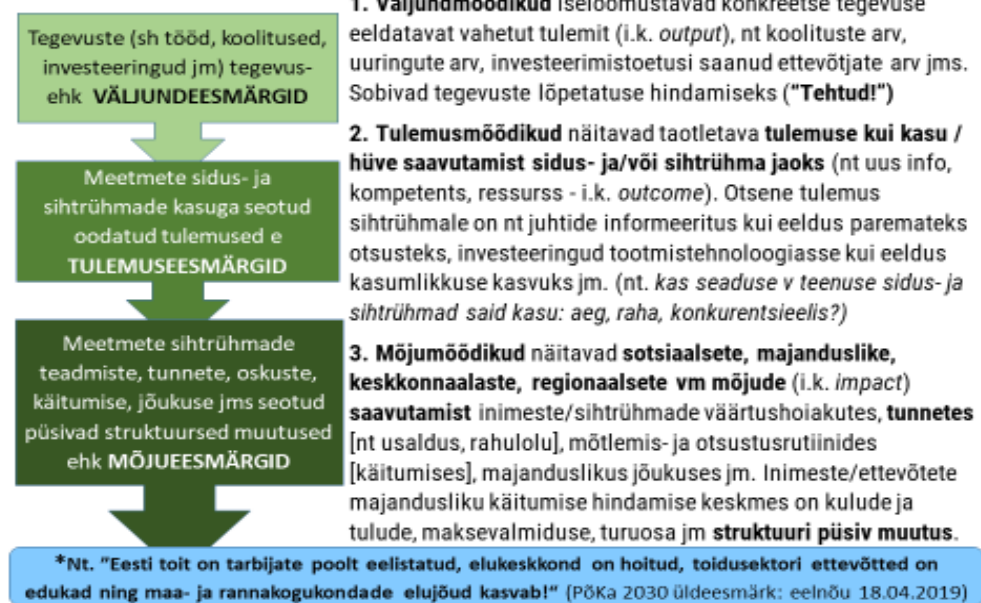 Tegevuste (sh tööd, koolitused,
investeeringud jm) tegevus-
ehk VÄLJUNDEESMÄRGID
Meetmete sidus- ja
sihtrühmade kasuga seotud
oodatud tulemused e
TULEMUSEESMÄRGID
Meetmete sihtrühmade
teadmiste, tunnete, oskuste,
käitumise, jõukuse jms seotud
püsivad struktuursed muutused
ehk MÕJUEESMÄRGID
1. Väljundmõõdikud iseloomustavad konkreetse tegevuse
eeldatavat vahetut tulemit (i.k. output), nt koolituste arv,
uuringute arv, investeerimistoetusi saanud ettevõtjate arv jms.
Sobivad tegevuste lõpetatuse hindamiseks ("Tehtud!")
2. Tulemusmõõdikud näitavad taotletava tulemuse kui kasu /
hüve saavutamist sidus- ja/või sihtrühma jaoks (nt uus info,
kompetents, ressurss - i.k. outcome). Otsene tulemus
sihtrühmale on nt juhtide informeeritus kui eeldus paremateks
otsusteks, investeeringud tootmistehnoloogiasse kui eeldus
kasumlikkuse kasvuks jm. (nt. kas seaduse v teenuse sidus- ja
sihtrühmad said kasu: aeg, raha, konkurentsieelis?)
3. Mõjumõõdikud näitavad sotsiaalsete, majanduslike,
keskkonnaalaste, regionaalsete vm mõjude (i.k. impact)
saavutamist inimeste/sihtrühmade väärtushoiakutes, tunnetes
[nt usaldus, rahulolu], mõtlemis- ja otsustusrutiinides
[käitumises], majanduslikus jõukuses jm. Inimeste/ettevõtete
majandusliku käitumise hindamise keskmes on kulude ja
tulude, maksevalmiduse, turuosa jm struktuuri püsiv muutus.
*Nt. "Eesti toit on tarbijate poolt eelistatud, elukeskkond on hoitud, toidusektori ettevõtted on
edukad ning maa- ja rannakogukondade elujõud kasvab!" (PõKa 2030 üldeesmärk: eelnõu 18.04.2019)